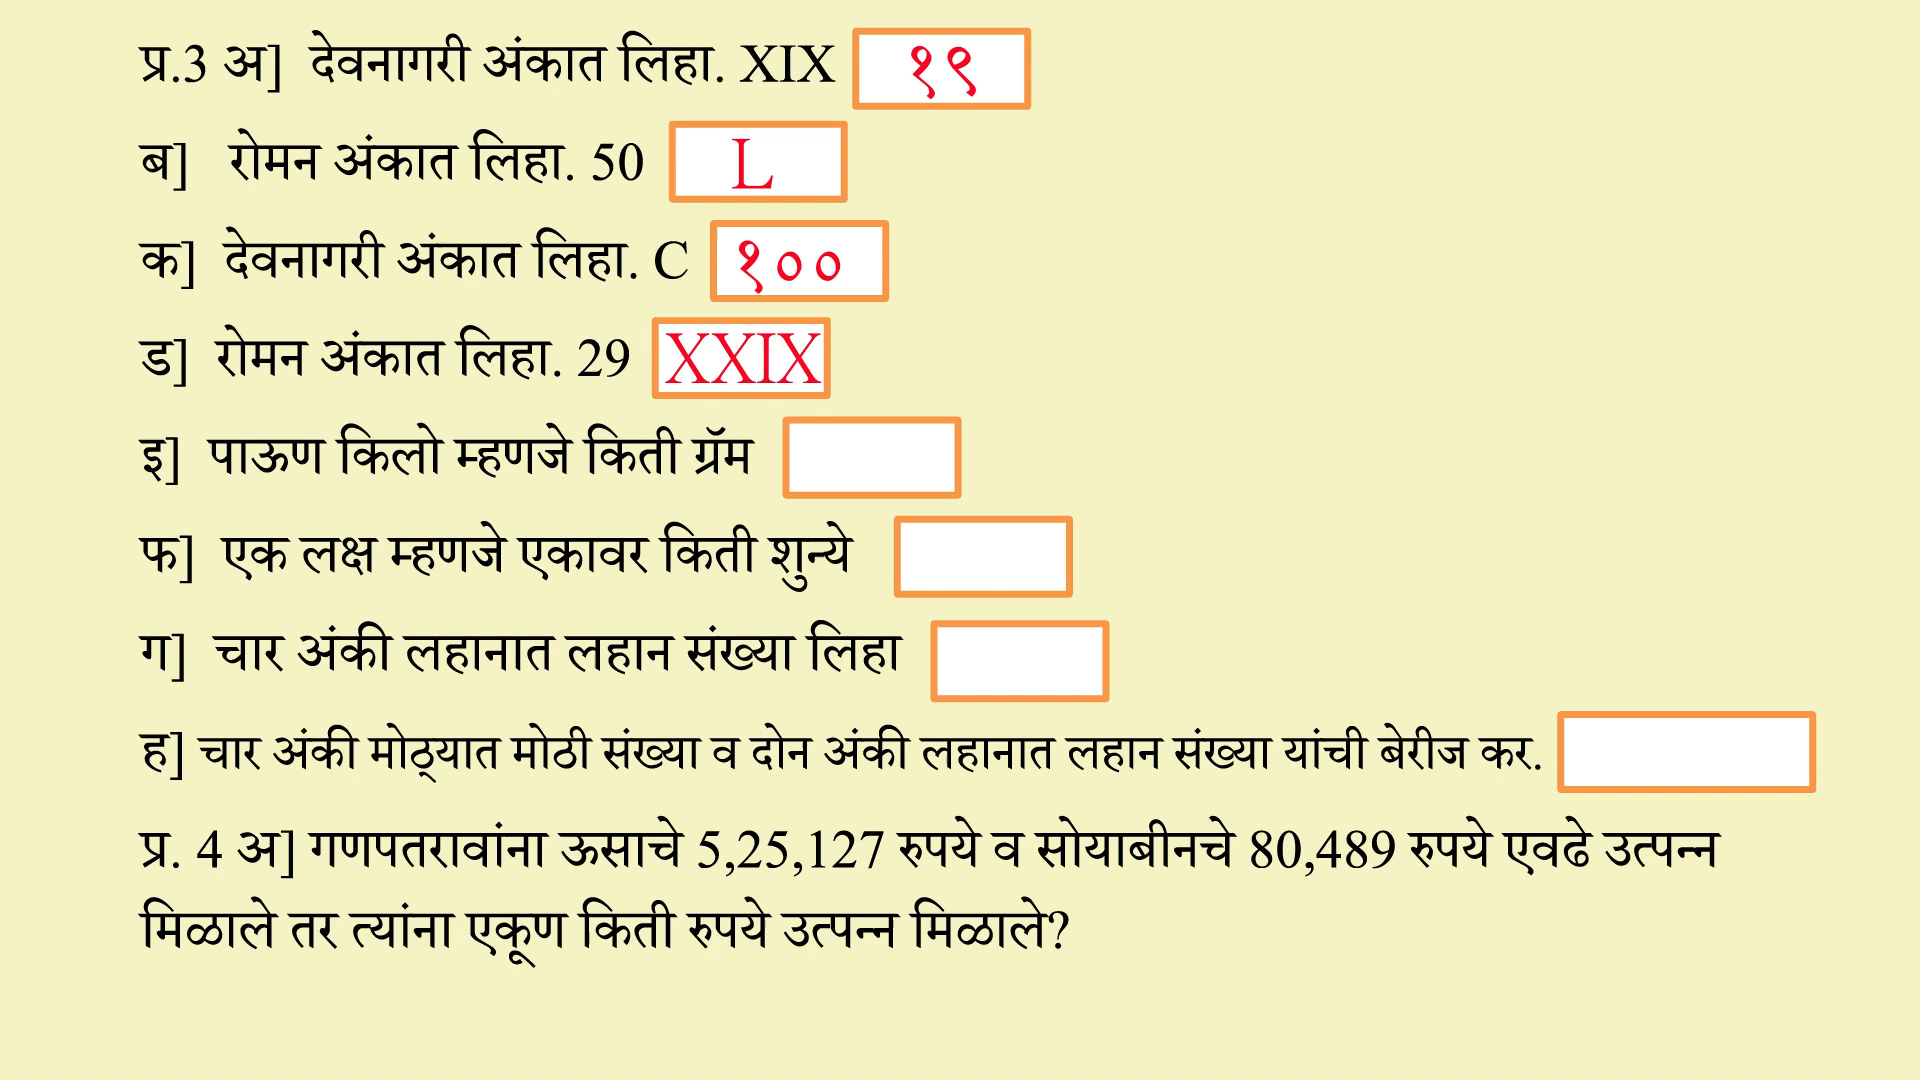 प्र.3 अ] देवनागरी अंकात लिहा. XIX १९
ब] रोमन अंकात लिहा. 50 L
क] देवनागरी अंकात लिहा. C १००
ड] रोमन अंकात लिहा. 29 XXIX
इ] पाऊण किलो म्हणजे किती ग्रॅम
फ] एक लक्ष म्हणजे एकावर किती शुन्ये
ग] चार अंकी लहानात लहान संख्या लिहा
ह] चार अंकी मोठ्यात मोठी संख्या व दोन अंकी लहानात लहान संख्या यांची बेरीज कर.
प्र. 4 अ] गणपतरावांना ऊसाचे 5,25,127 रुपये व सोयाबीनचे 80,489 रुपये एवढे उत्पन्न
मिळाले तर त्यांना एकूण किती रुपये उत्पन्न मिळाले?